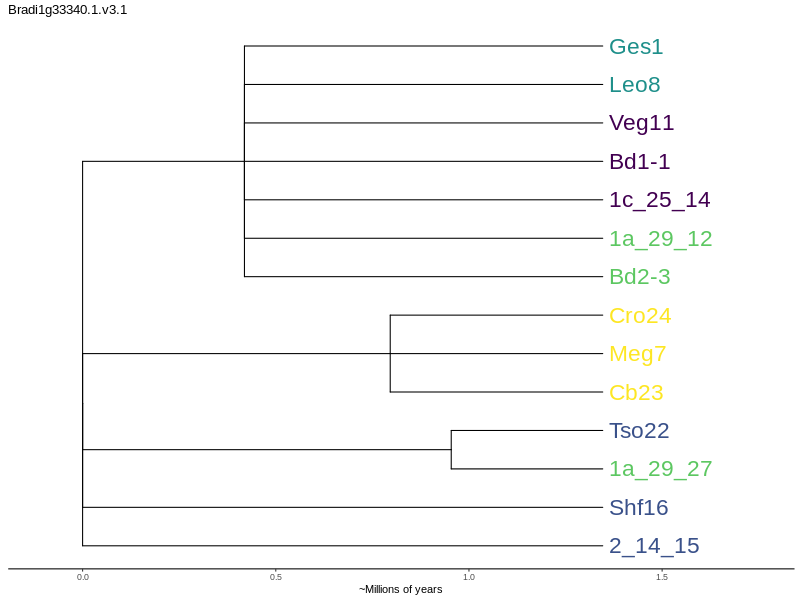 Bradi1g33340.1.v3.1
Ges1
Leo8
Veg11
Bd1-1
1c_25_14
1a_29_12
Bd2-3
Cro24
Meg7
Cb23
Tso22
1a_29_27
Shf16
2_14_15
0.0 0.5 1.0 1.5
~Millions of years